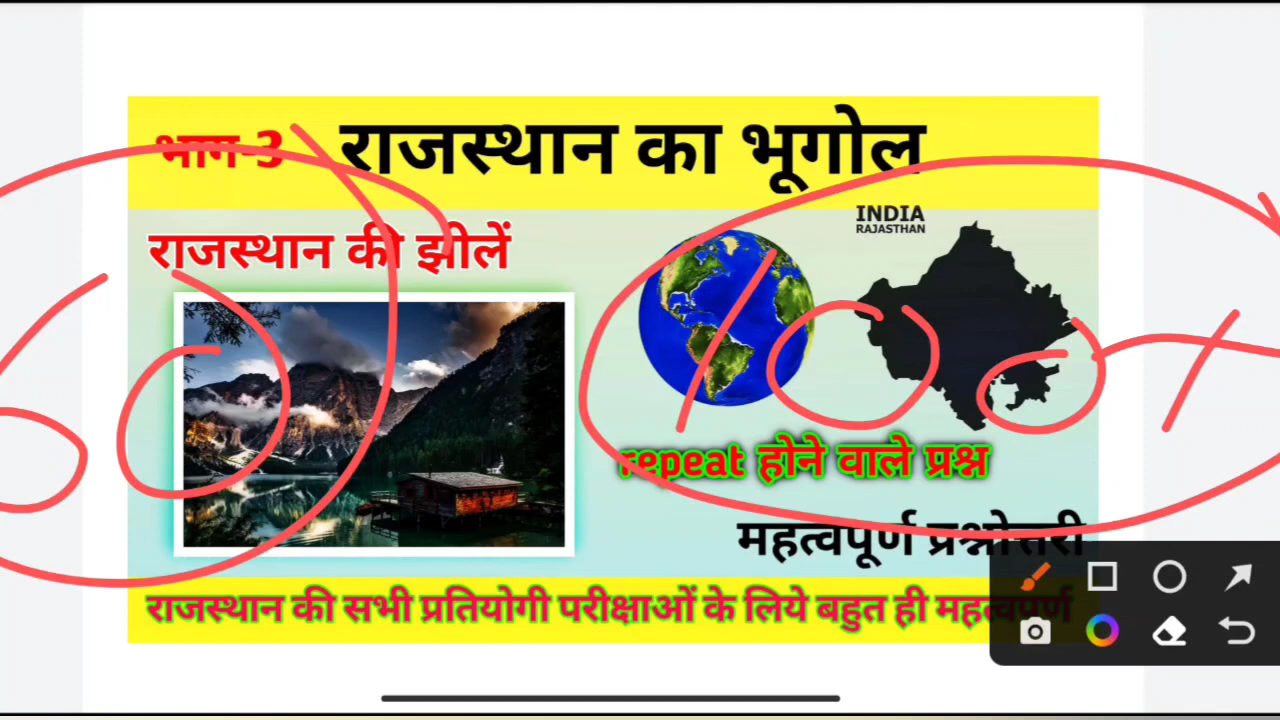 भाग-3 राजस्थान का भूगोल
राजस्थान की झीलें
INDIA
RAJASTHAN
repeat होने वाले प्रश्न
महत्वपूर्ण प्रश्नोत्तरी
राजस्थान की सभी प्रतियोगी परीक्षाओं के लिये बहुत ही महत्वपुर्ण